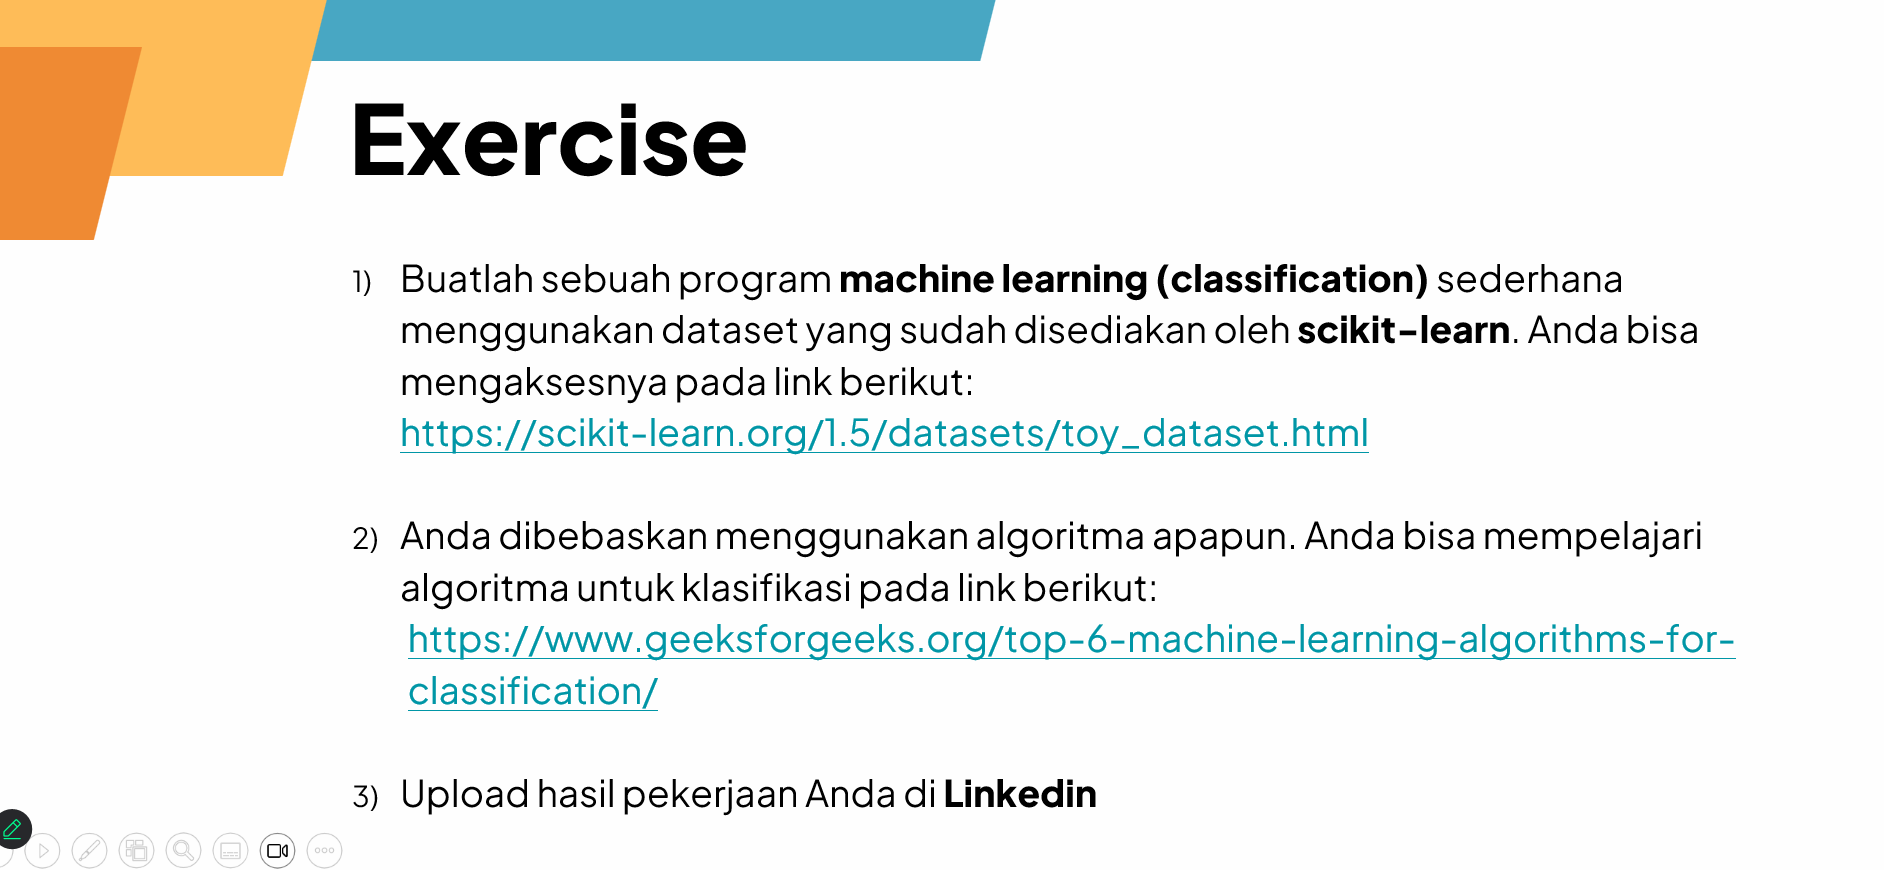 Exercise
1) Buatlah sebuah program machine learning (classification) sederhana
menggunakan dataset yang sudah disediakan oleh scikit-learn. Anda bisa
mengaksesnya pada link berikut:
https://scikit-learn.org/1.5/datasets/toy_dataset.html
2) Anda dibebaskan menggunakan algoritma apapun. Anda bisa mempelajari
algoritma untuk klasifikasi pada link berikut:
https://www.geeksforgeeks.org/top-6-machine-learning-algorithms-for-
classification/
3) Upload hasil pekerjaan Anda di Linkedin